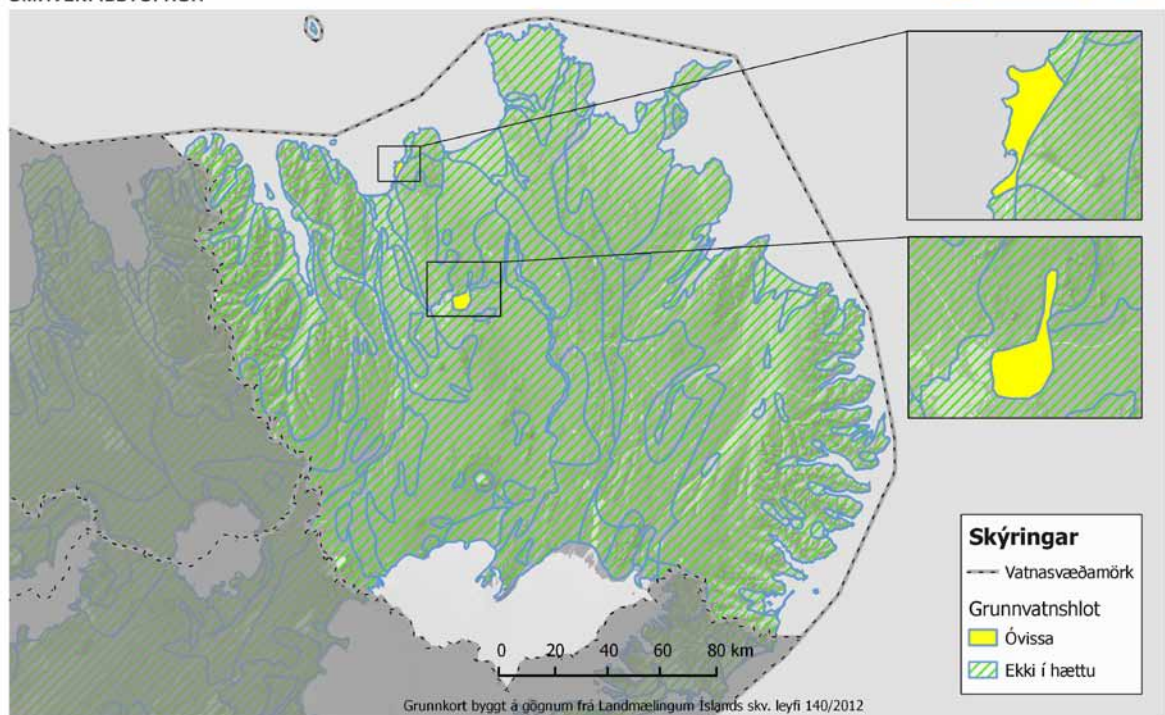 Skýringar
Vatnasvæðamörk
Grunnvatnshlot
Óvissa
Ekki í hættu
0 20 40 60 80 km
Grunnkort byggt á gögnum frá Landmælingum Íslands skv. leyfi 140/2012